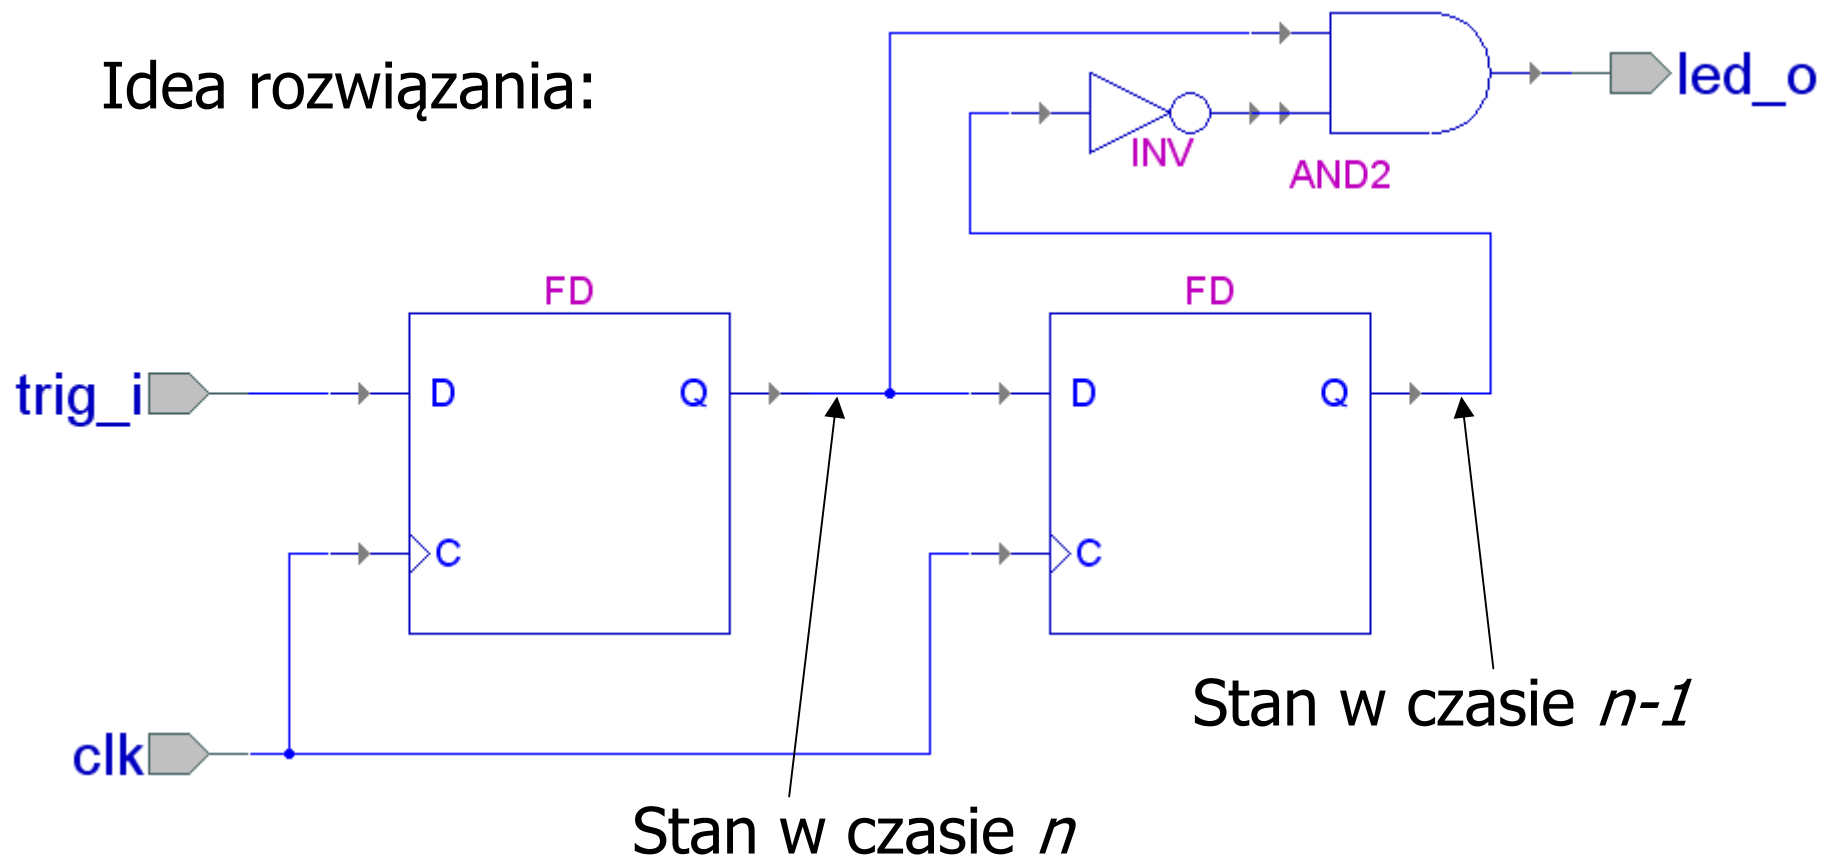 Idea rozwiązania:
led_o
INV
AND2
FD
FD
trig_i
D
Q
D
Q
C
C
clk
Stan w czasie n-1
Stan w czasie n